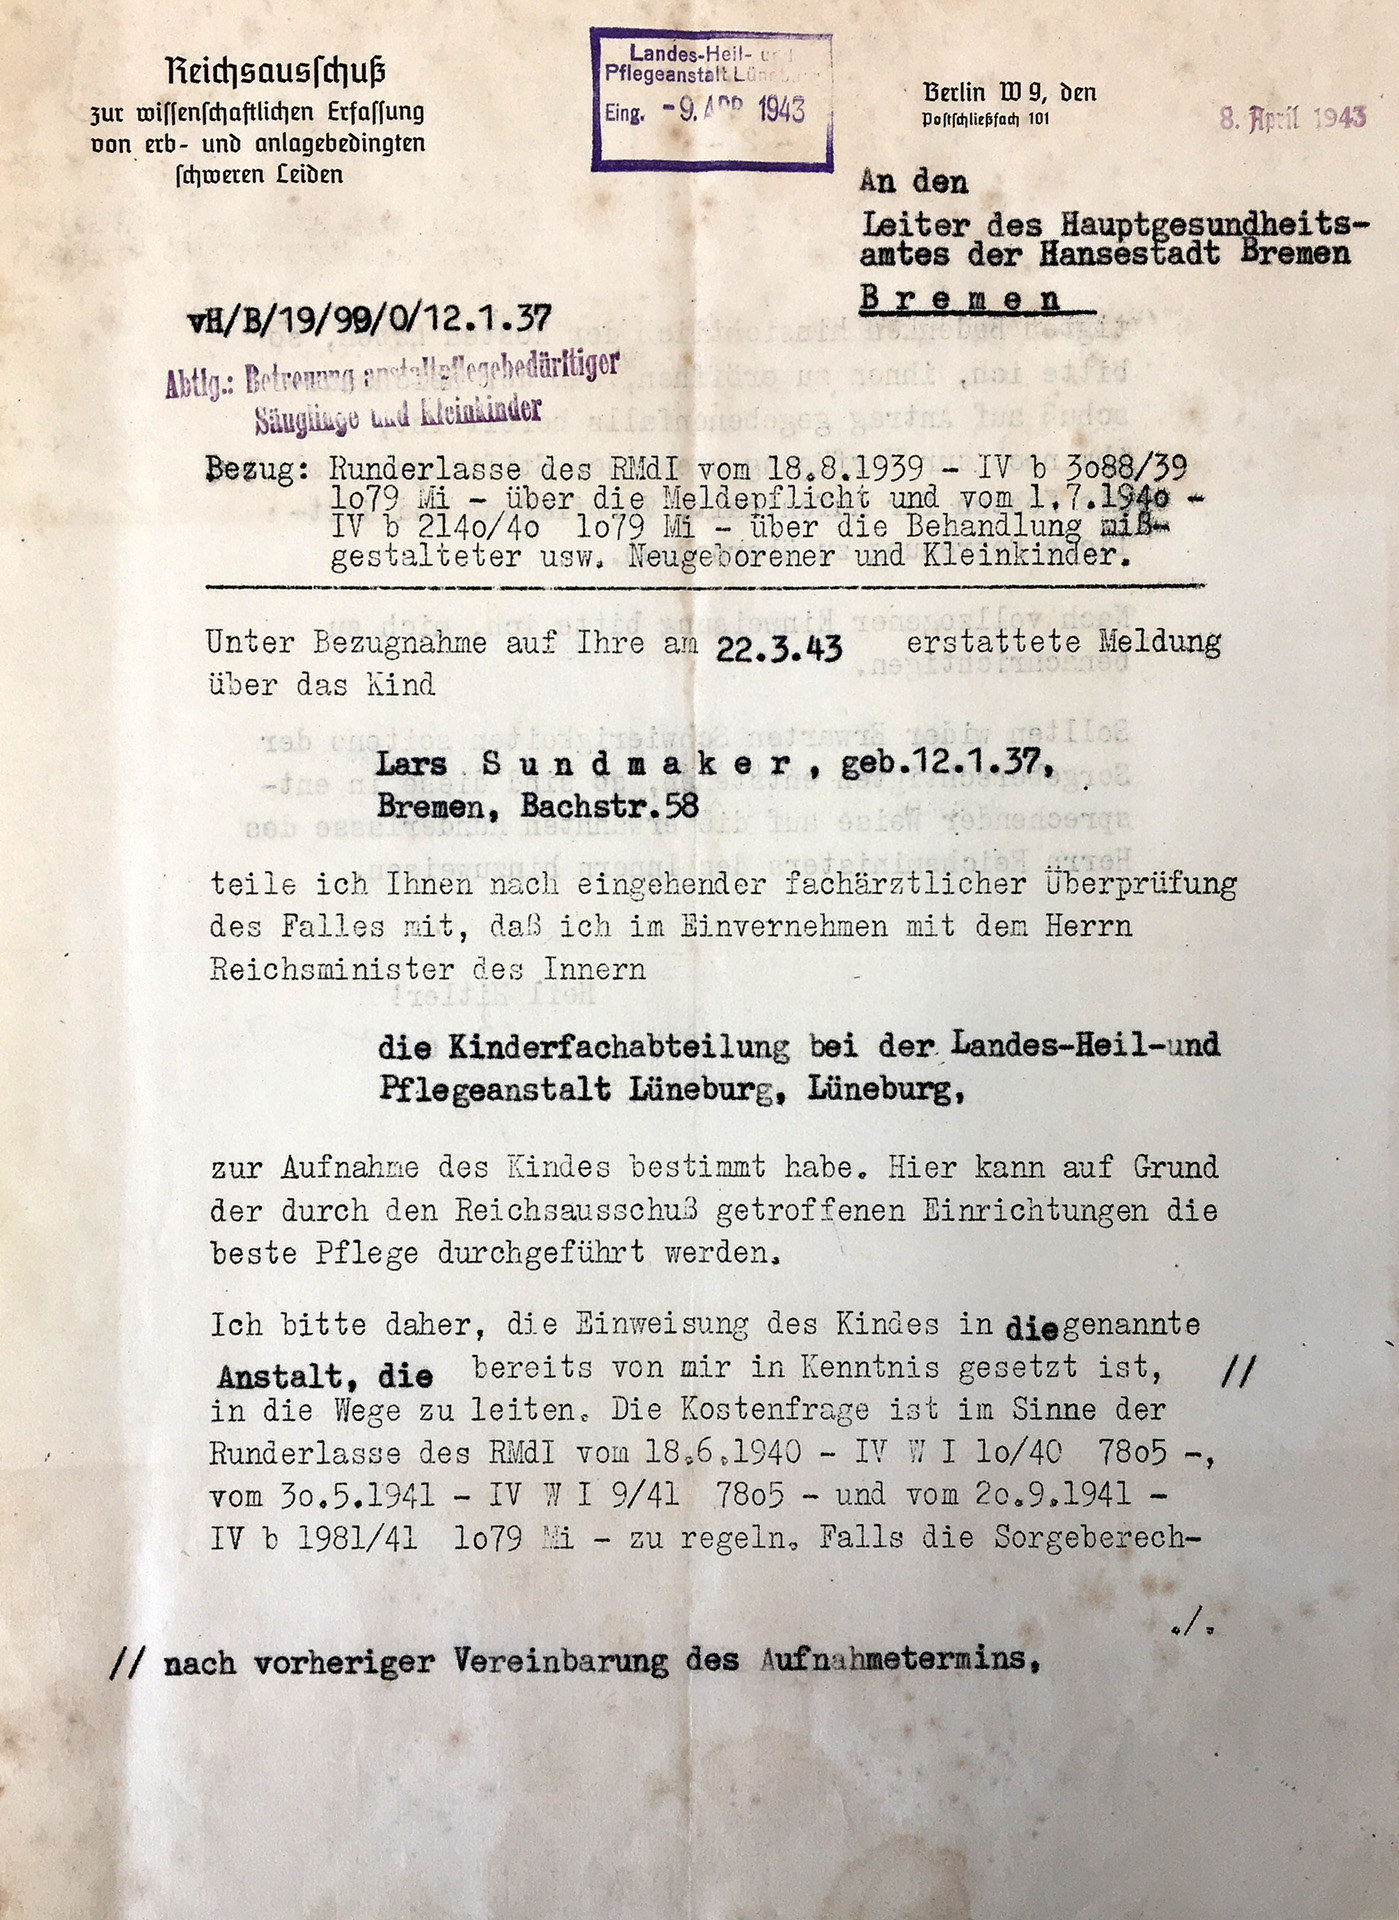 Reichsausschuß
zur wissenschaftlichen Erfassung
von erb- und anlagebedingten
schweren Leiden
Landes-Heil- und
Pflegeanstalt Lüneburg
Eing. -9. APR 1943
Berlin W 9, den
Postschließfach 101
8. April 1943
An den
Leiter des Hauptgesundheits-
amtes der Hansestadt Bremen
Bremen
vH/B/19/99/O/12.1.37
Abtlg.: Betreuung anstaltpflegebedürftiger
Säuglinge und Kleinkinder
Bezug: Runderlasse des RMdI vom 18.8.1939 - IV b 3o88/39
1o79 Mi - über die Meldepflicht und vom 1.7.194o -
IV b 214o/4o 1o79 Mi - über die Behandlung miß-
gestalteter usw. Neugeborener und Kleinkinder.
Unter Bezugnahme auf Ihre am 22.3.43 erstattete Meldung
über das Kind
Lars Sundmaker, geb.12.1.37,
Bremen, Bachstr.58
teile ich Ihnen nach eingehender fachärztlicher Überprüfung
des Falles mit, daß ich im Einvernehmen mit dem Herrn
Reichsminister des Innern
die Kinderfachabteilung bei der Landes-Heil-und
Pflegeanstalt Lüneburg, Lüneburg,
zur Aufnahme des Kindes bestimmt habe. Hier kann auf Grund
der durch den Reichsausschuß getroffenen Einrichtungen die
beste Pflege durchgeführt werden.
Ich bitte daher, die Einweisung des Kindes in die genannte
Anstalt, die bereits von mir in Kenntnis gesetzt ist, //
in die Wege zu leiten. Die Kostenfrage ist im Sinne der
Runderlasse des RMdI vom 18.6.1940 - IV W I 1o/40 78o5 -,
vom 3o.5.1941 - IV W I 9/41 78o5 - und vom 2o.9.1941 -
IV b 1981/41 1o79 Mi - zu regeln. Falls die Sorgeberech-
./.
// nach vorheriger Vereinbarung des Aufnahmetermins,